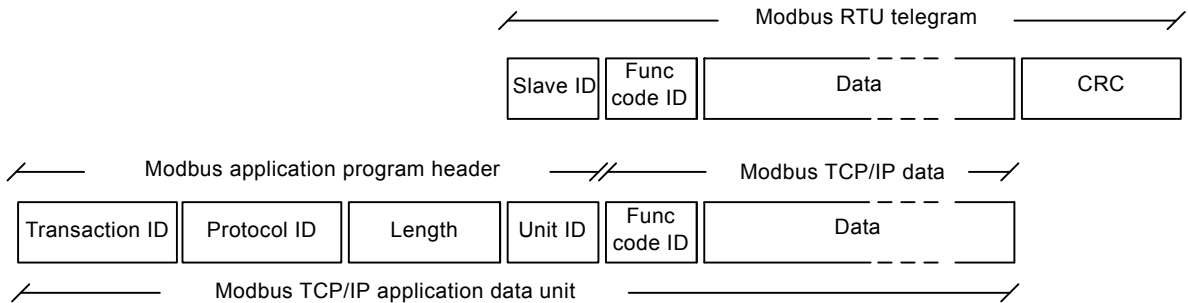 Modbus RTU telegram
Slave ID
Func
code ID
Data
CRC
Modbus application program header
Modbus TCP/IP data
Transaction ID
Protocol ID
Length
Unit ID
Func
code ID
Data
Modbus TCP/IP application data unit